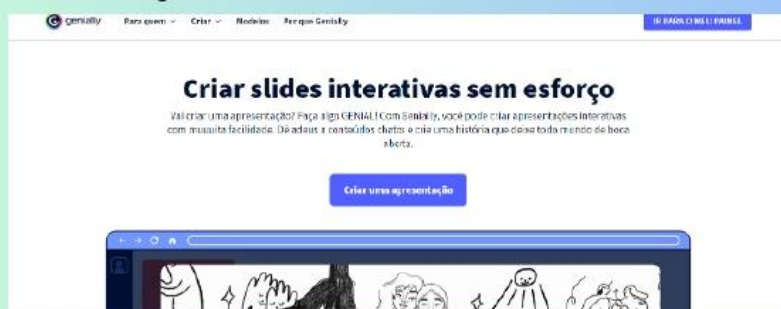 genially Para quem Criar Modelos Por que Genially IR PARA O MEU PAINEL
Criar slides interativas sem esforço
Vai criar uma apresentação? Faça algo GENIAL! Com Genially, você pode criar apresentações interativas
com muuuita facilidade. Dê adeus a conteúdos chatos e crie uma história que deixe todo mundo de boca
aberta.
Criar uma apresentação